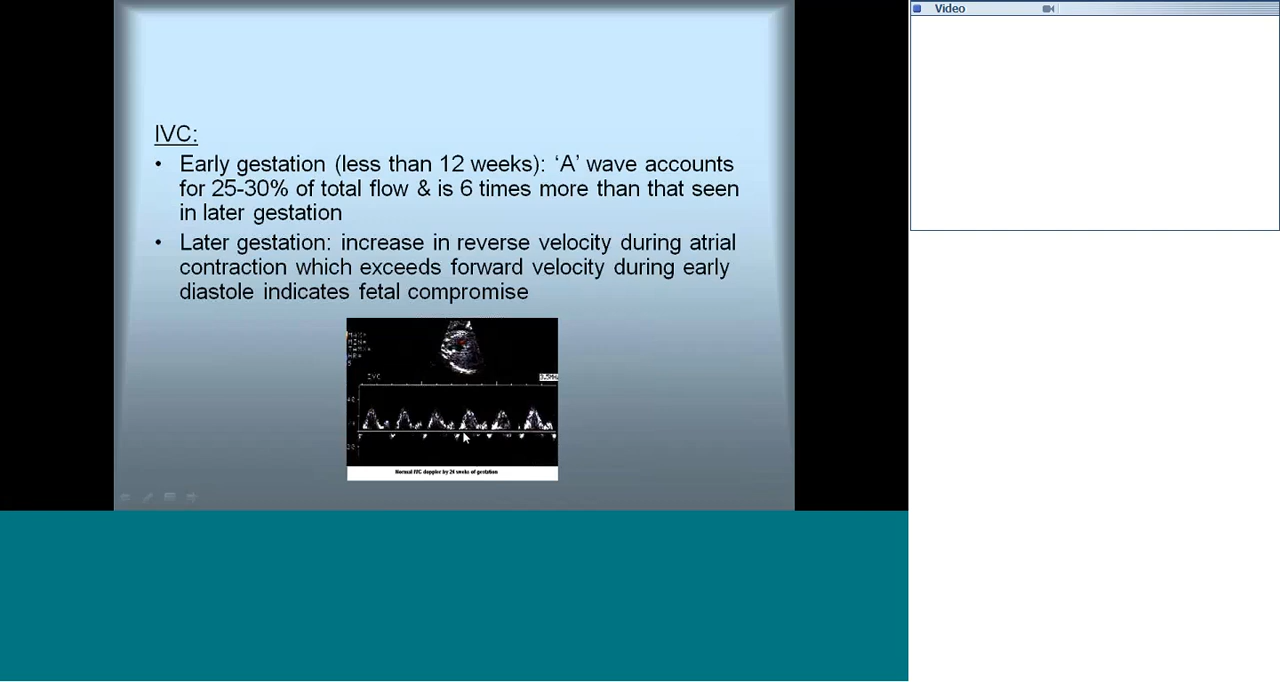 Video
IVC:
• Early gestation (less than 12 weeks): ‘A’ wave accounts
for 25-30% of total flow & is 6 times more than that seen
in later gestation
• Later gestation: increase in reverse velocity during atrial
contraction which exceeds forward velocity during early
diastole indicates fetal compromise
IVC
Normal IVC doppler by 24 weeks of gestation